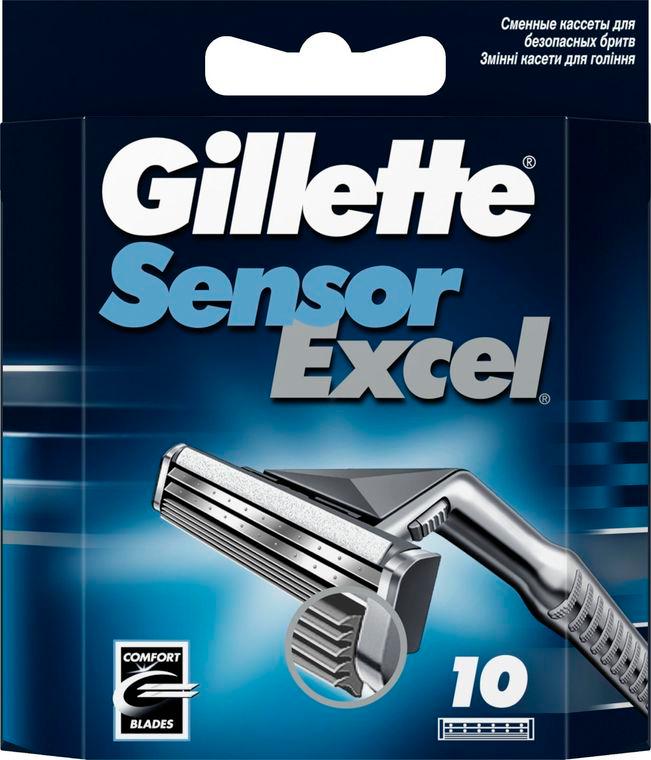 Сменные кассеты для
безопасных бритв
Змінні касети для гоління
Gillette®
Sensor
Excel®
COMFORT
BLADES
10